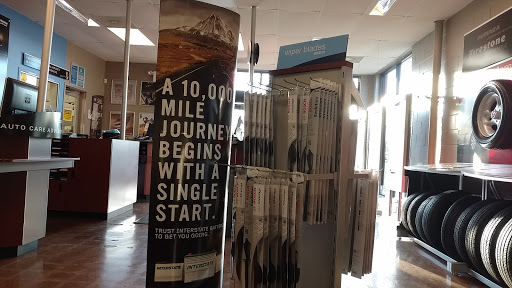 A 10,000
MILE
JOURNEY
BEGINS
WITH A
SINGLE
START.
TRUST INTERSTATE BATTERIES
TO GET YOU GOING.
INTERSTATE
INTERSTATE
wiper blades
AUTO CARE
Firestone